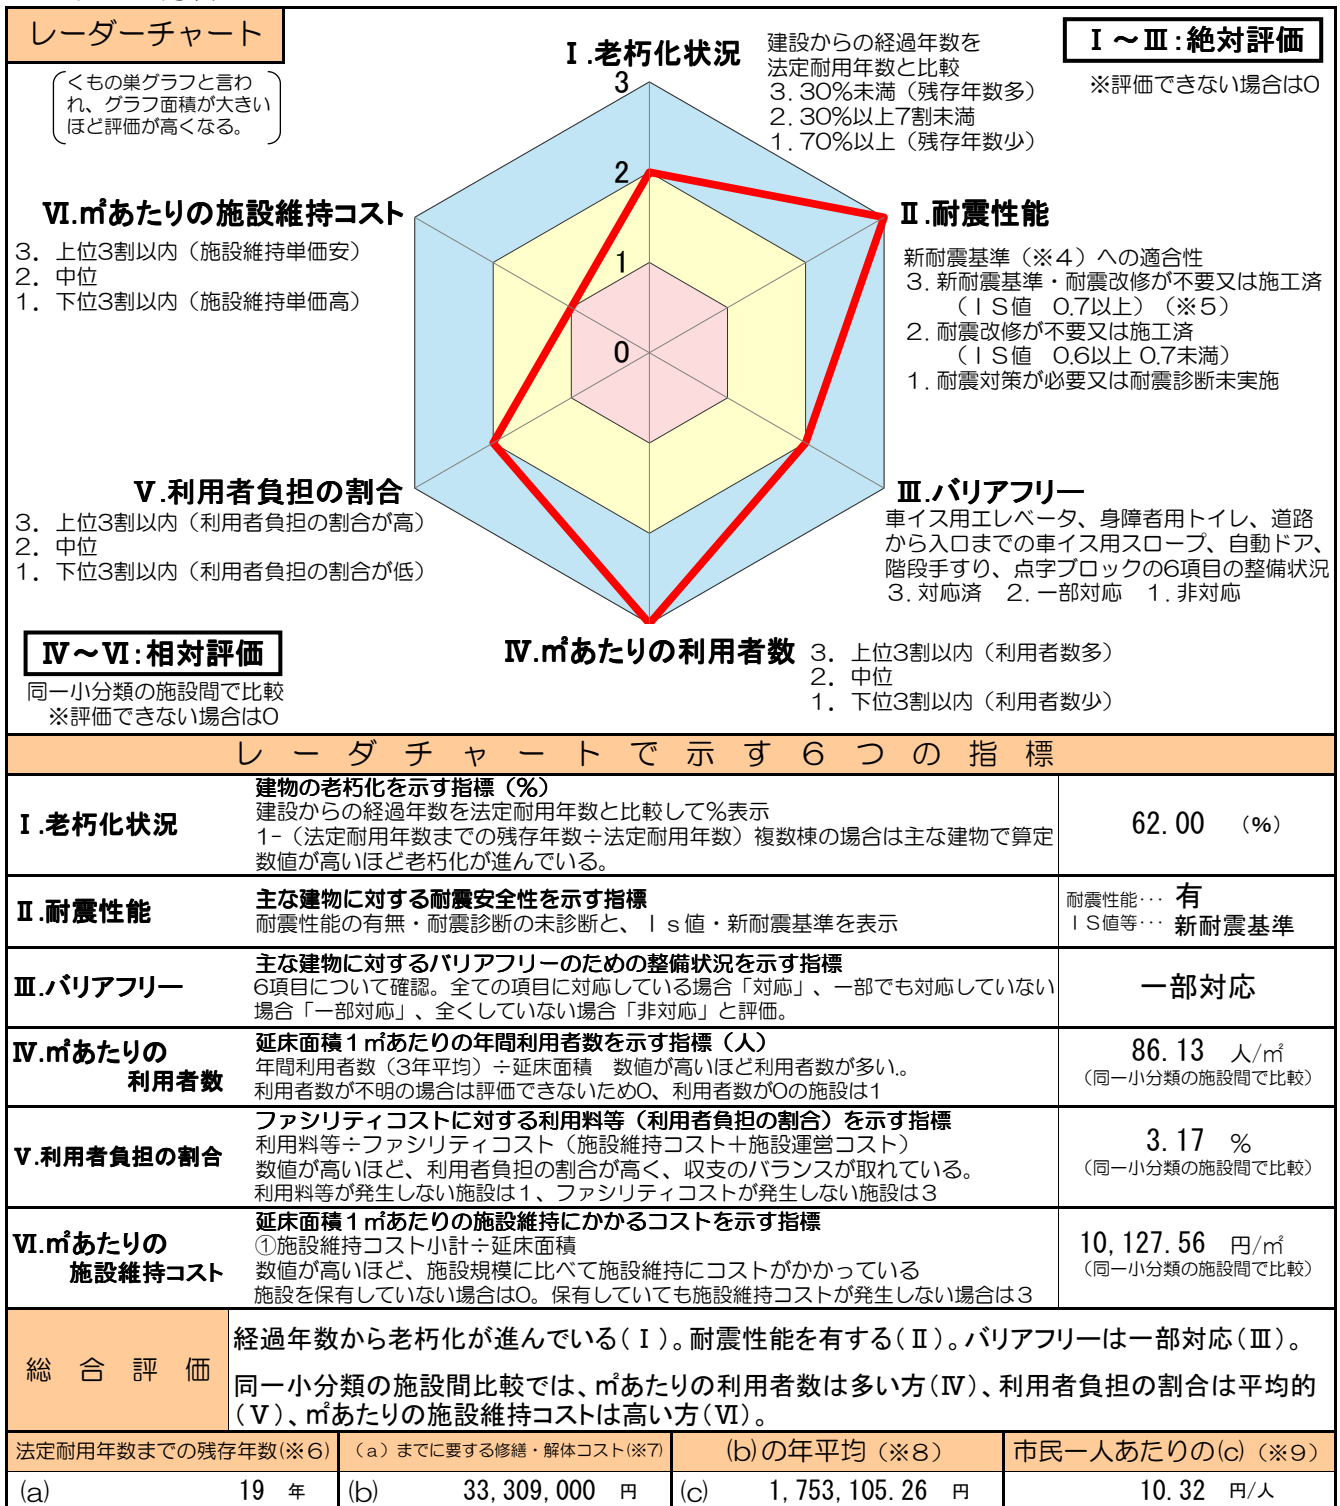 レーダーチャート
くもの巣グラフと言わ
れ、グラフ面積が大きい
ほど評価が高くなる。
Ⅰ～Ⅲ：絶対評価
※評価できない場合は0
Ⅰ.老朽化状況
建設からの経過年数を
法定耐用年数と比較
3. 30％未満（残存年数多）
2. 30％以上7割未満
1. 70％以上（残存年数少）
3
2
1
0
Ⅵ.㎡あたりの施設維持コスト
3. 上位3割以内（施設維持単価安）
2. 中位
1. 下位3割以内（施設維持単価高）
Ⅱ.耐震性能
新耐震基準（※4）への適合性
3. 新耐震基準・耐震改修が不要又は施工済
（ＩＳ値 0.7以上）（※5）
2. 耐震改修が不要又は施工済
（ＩＳ値 0.6以上 0.7未満）
1. 耐震対策が必要又は耐震診断未実施
Ⅴ.利用者負担の割合
3. 上位3割以内（利用者負担の割合が高）
2. 中位
1. 下位3割以内（利用者負担の割合が低）
Ⅲ.バリアフリー
車イス用エレベータ、身障者用トイレ、道路
から入口までの車イス用スロープ、自動ドア、
階段手すり、点字ブロックの6項目の整備状況
3. 対応済 2. 一部対応 1. 非対応
Ⅳ～Ⅵ：相対評価
同一小分類の施設間で比較
※評価できない場合は0
Ⅳ.㎡あたりの利用者数
3. 上位3割以内（利用者数多）
2. 中位
1. 下位3割以内（利用者数少）
レーダチャートで示す6つの指標
Ⅰ.老朽化状況
建物の老朽化を示す指標（％）
建設からの経過年数を法定耐用年数と比較して％表示
1-（法定耐用年数までの残存年数÷法定耐用年数）複数棟の場合は主な建物で算定
数値が高いほど老朽化が進んでいる。
62.00 （％）
Ⅱ.耐震性能
主な建物に対する耐震安全性を示す指標
耐震性能の有無・耐震診断の未診断と、Ｉｓ値・新耐震基準を表示
耐震性能… 有
ＩＳ値等… 新耐震基準
Ⅲ.バリアフリー
主な建物に対するバリアフリーのための整備状況を示す指標
6項目について確認。全ての項目に対応している場合「対応」、一部でも対応していない
場合「一部対応」、全くしていない場合「非対応」と評価。
一部対応
Ⅳ.㎡あたりの
利用者数
延床面積１㎡あたりの年間利用者数を示す指標（人）
年間利用者数（3年平均）÷延床面積 数値が高いほど利用者数が多い。
利用者数が不明の場合は評価できないため0、利用者数が0の施設は1
86.13 人/㎡
（同一小分類の施設間で比較）
Ⅴ.利用者負担の割合
ファシリティコストに対する利用料等（利用者負担の割合）を示す指標
利用料等÷ファシリティコスト（施設維持コスト＋施設運営コスト）
数値が高いほど、利用者負担の割合が高く、収支のバランスが取れている。
利用料等が発生しない施設は１、ファシリティコストが発生しない施設は３
3.17 ％
（同一小分類の施設間で比較）
Ⅵ.㎡あたりの
施設維持コスト
延床面積１㎡あたりの施設維持にかかるコストを示す指標
①施設維持コスト小計÷延床面積
数値が高いほど、施設規模に比べて施設維持にコストがかかっている
施設を保有していない場合は0。保有していても施設維持コストが発生しない場合は３
10,127.56 円/㎡
（同一小分類の施設間で比較）
総合評価
経過年数から老朽化が進んでいる（Ⅰ）。耐震性能を有する（Ⅱ）。バリアフリーは一部対応（Ⅲ）。
同一小分類の施設間比較では、㎡あたりの利用者数は多い方（Ⅳ）、利用者負担の割合は平均的
（Ⅴ）、㎡あたりの施設維持コストは高い方（Ⅵ）。
法定耐用年数までの残存年数(※6) （a）までに要する修繕・解体コスト(※7) (b)の年平均（※8） 市民一人あたりの(c)（※9）
(a) 19 年 (b) 33,309,000 円 (c) 1,753,105.26 円 10.32 円/人